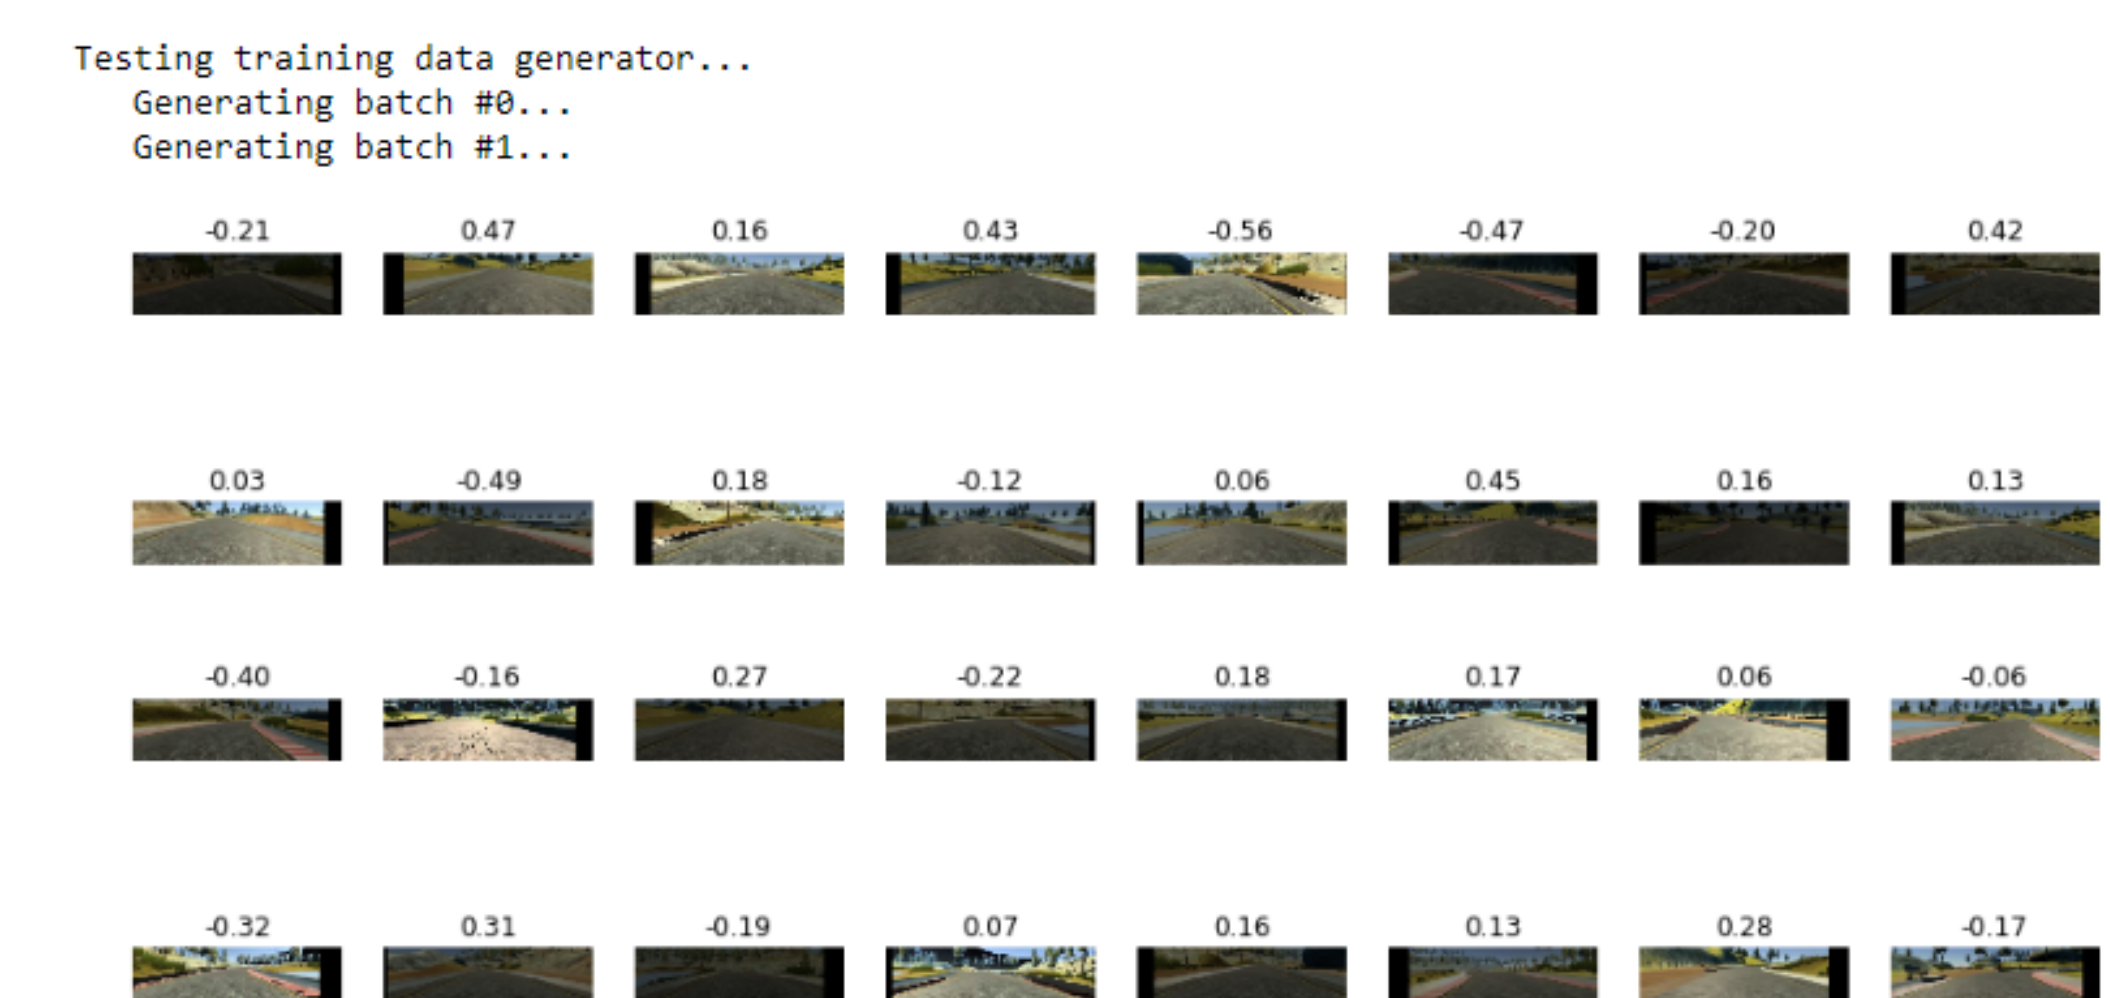 Testing training data generator...
Generating batch #0...
Generating batch #1...
-0.21 0.47 0.16 0.43 -0.56 -0.47 -0.20 0.42
0.03 -0.49 0.18 -0.12 0.06 0.45 0.16 0.13
-0.40 -0.16 0.27 -0.22 0.18 0.17 0.06 -0.06
-0.32 0.31 -0.19 0.07 0.16 0.13 0.28 -0.17